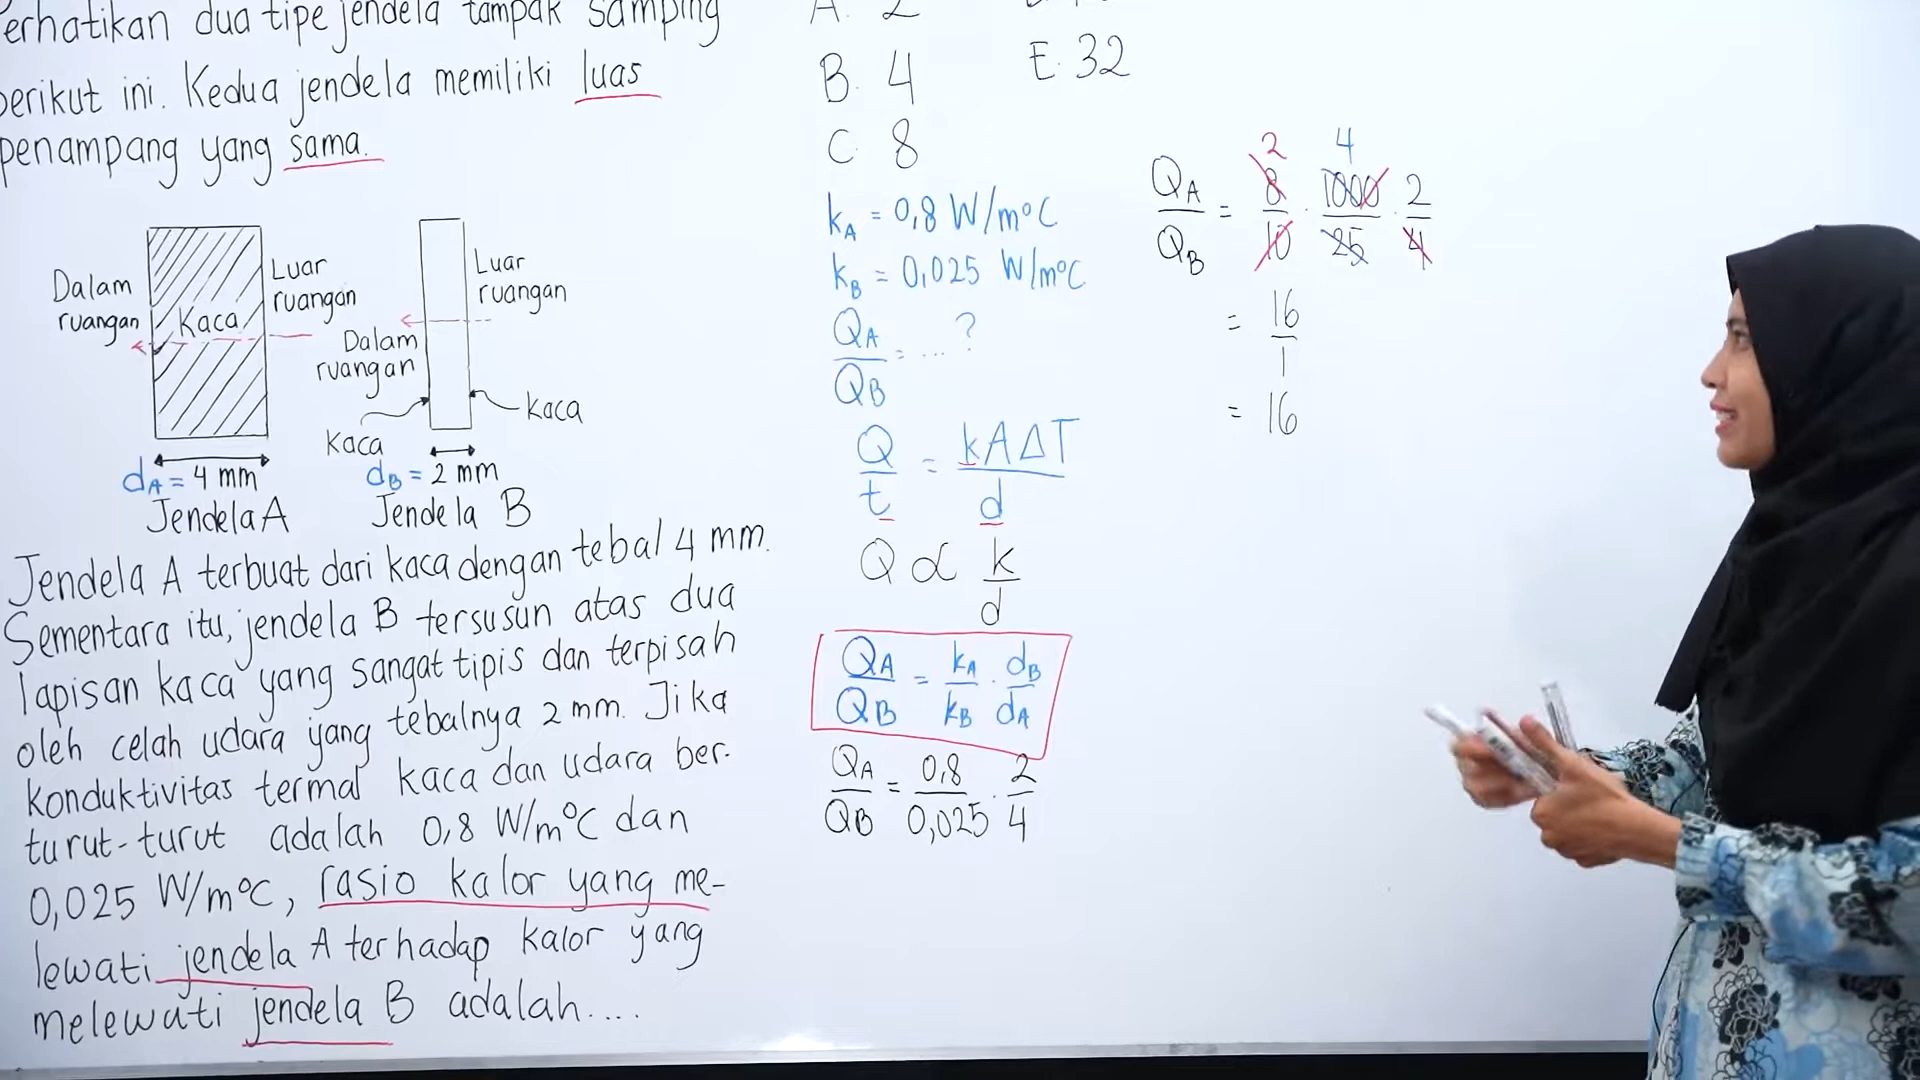 erhatikan dua tipe jendela tampak samping
berikut ini. Kedua jendela memiliki luas
penampang yang sama.
Dalam
ruangan
Kaca
Luar
ruangan
dA = 4 mm
Jendela A
Luar
ruangan
Dalam
ruangan
Kaca
Kaca
dB = 2 mm
Jendela B
Jendela A terbuat dari kaca dengan tebal 4 mm.
Sementara itu, jendela B tersusun atas dua
lapisan kaca yang sangat tipis dan terpisah
oleh celah udara yang tebalnya 2 mm. Jika
konduktivitas termal kaca dan udara ber-
turut-turut adalah 0,8 W/m°C dan
0,025 W/m°C, rasio kalor yang me-
lewati jendela A terhadap kalor yang
melewati jendela B adalah....
A. 2
B. 4
C. 8
E. 32
kA = 0,8 W/m°C
kB = 0,025 W/m°C
QA/QB = ... ?
Q/t = kAΔT/d
Q ∝ k/d
QA/QB = kA/kB . dB/dA
QA/QB = 0,8/0,025 . 2/4
2 4
QA/QB = 8/10 . 1000/25 . 2/4
= 16/1
= 16